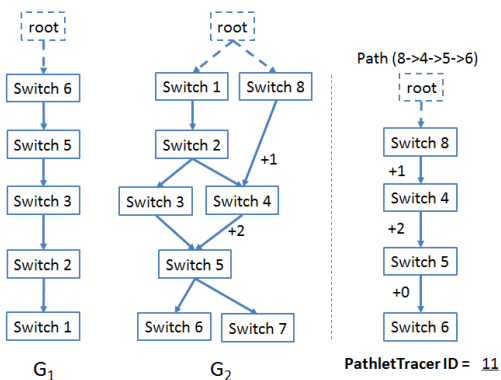 root
Switch 6
Switch 5
Switch 3
Switch 2
Switch 1
G1
root
Switch 1
Switch 8
Switch 2
+1
Switch 3
Switch 4
+2
Switch 5
Switch 6
Switch 7
G2
Path (8->4->5->6)
root
Switch 8
+1
Switch 4
+2
Switch 5
+0
Switch 6
PathletTracer ID = 11